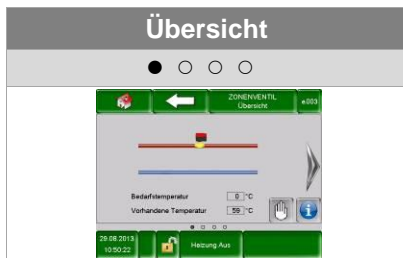 Übersicht
ZONENVENTIL
Übersicht
e.003
Bedarfstemperatur 0 °C
Vorhandene Temperatur 59 °C
29.08.2013
10:50:22
Heizung Aus